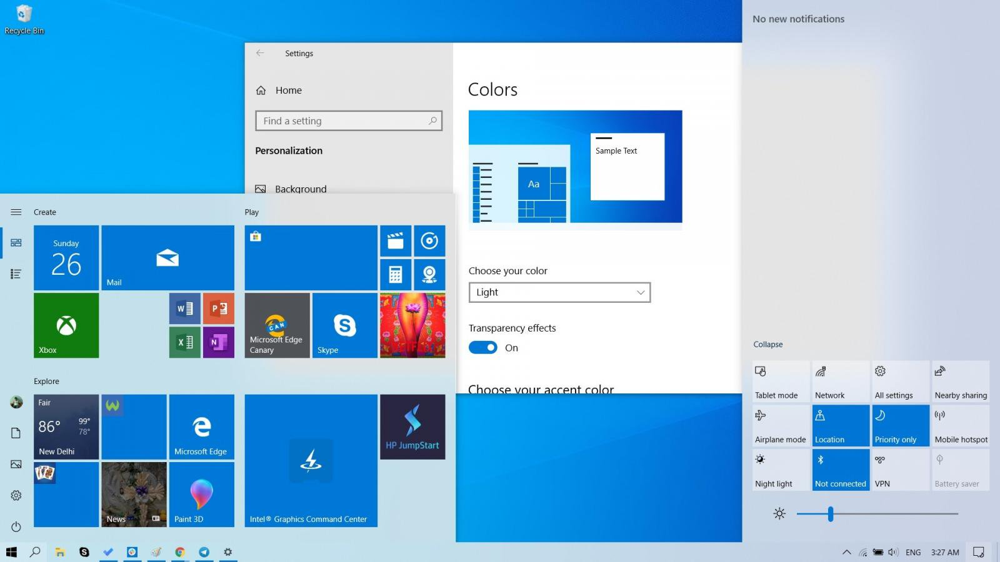 Recycle Bin
Settings
Home
Find a setting
Personalization
Background
Colors
Sample Text
Aa
Choose your color
Light
Transparency effects
On
Choose your accent color
Create
Sunday
26
Mail
Xbox
Play
CAN
Microsoft Edge
Canary
Skype
Explore
Fair
86°
99°
78°
New Delhi
Microsoft Edge
News
Paint 3D
Intel® Graphics Command Center
HP JumpStart
No new notifications
Collapse
Tablet mode
Network
All settings
Nearby sharing
Airplane mode
Location
Priority only
Mobile hotspot
Night light
Not connected
VPN
Battery saver
ENG
3:27 AM